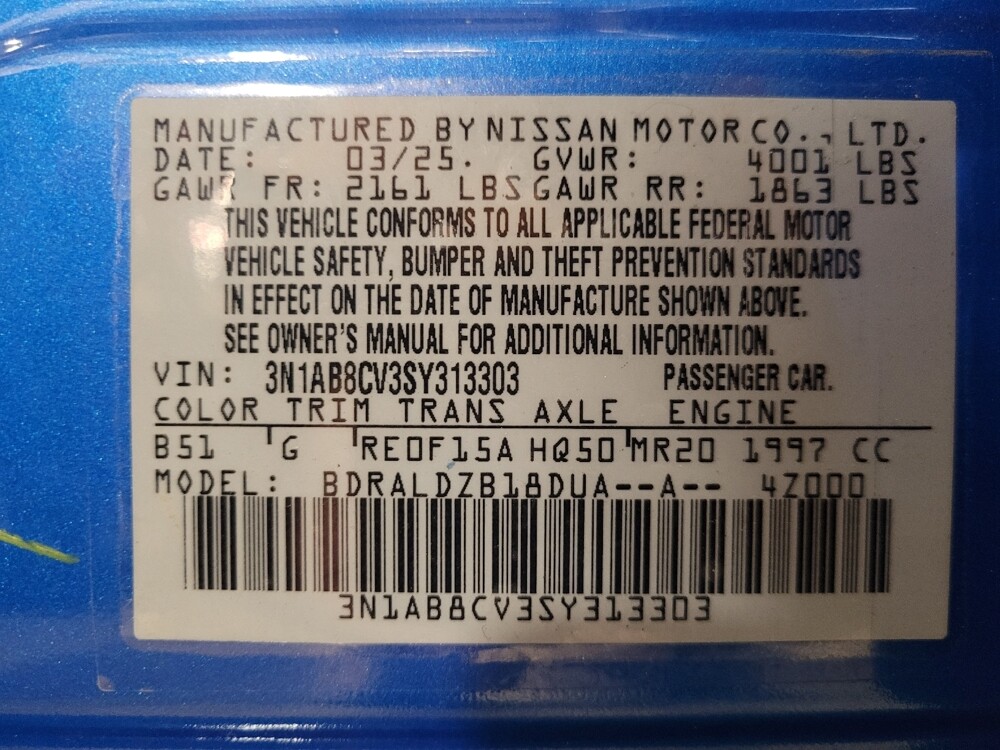 MANUFACTURED BY NISSAN MOTOR CO., LTD.
DATE: 03/25. GVWR: 4001 LBS
GAWR FR: 2161 LBS GAWR RR: 1863 LBS
THIS VEHICLE CONFORMS TO ALL APPLICABLE FEDERAL MOTOR
VEHICLE SAFETY, BUMPER AND THEFT PREVENTION STANDARDS
IN EFFECT ON THE DATE OF MANUFACTURE SHOWN ABOVE.
SEE OWNER'S MANUAL FOR ADDITIONAL INFORMATION.
VIN: 3N1AB8CV3SY313303 PASSENGER CAR.
COLOR TRIM TRANS AXLE ENGINE
B51 G RE0F15A HQ50 MR20 1997 CC
MODEL: BDRALDZB18DUA--A-- 4Z000
3N1AB8CV3SY313303